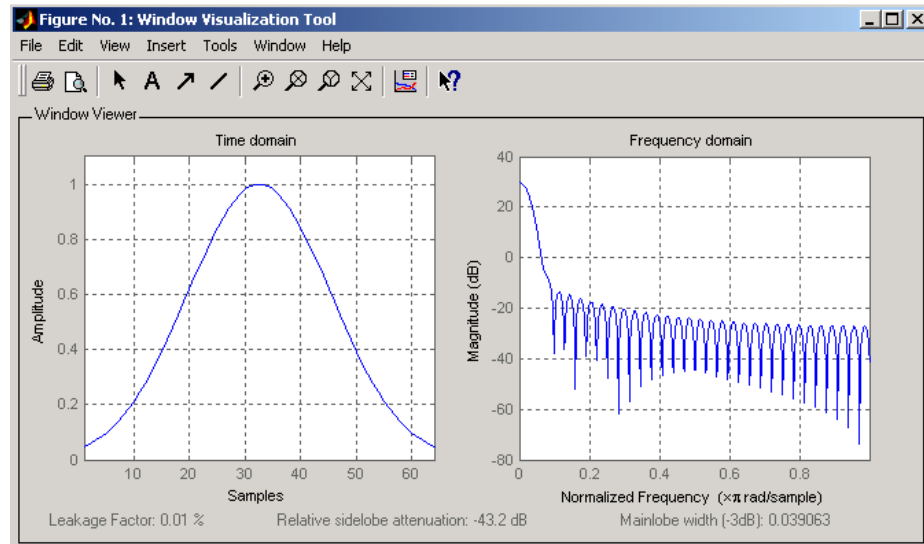 Figure No. 1: Window Visualization Tool
File Edit View Insert Tools Window Help
A
Window Viewer
Time domain
1
0.8
0.6
0.4
0.2
0
Amplitude
10 20 30 40 50 60
Samples
Frequency domain
40
20
0
-20
-40
-60
-80
Magnitude (dB)
0 0.2 0.4 0.6 0.8
Normalized Frequency (×π rad/sample)
Leakage Factor: 0.01 % Relative sidelobe attenuation: -43.2 dB Mainlobe width (-3dB): 0.039063